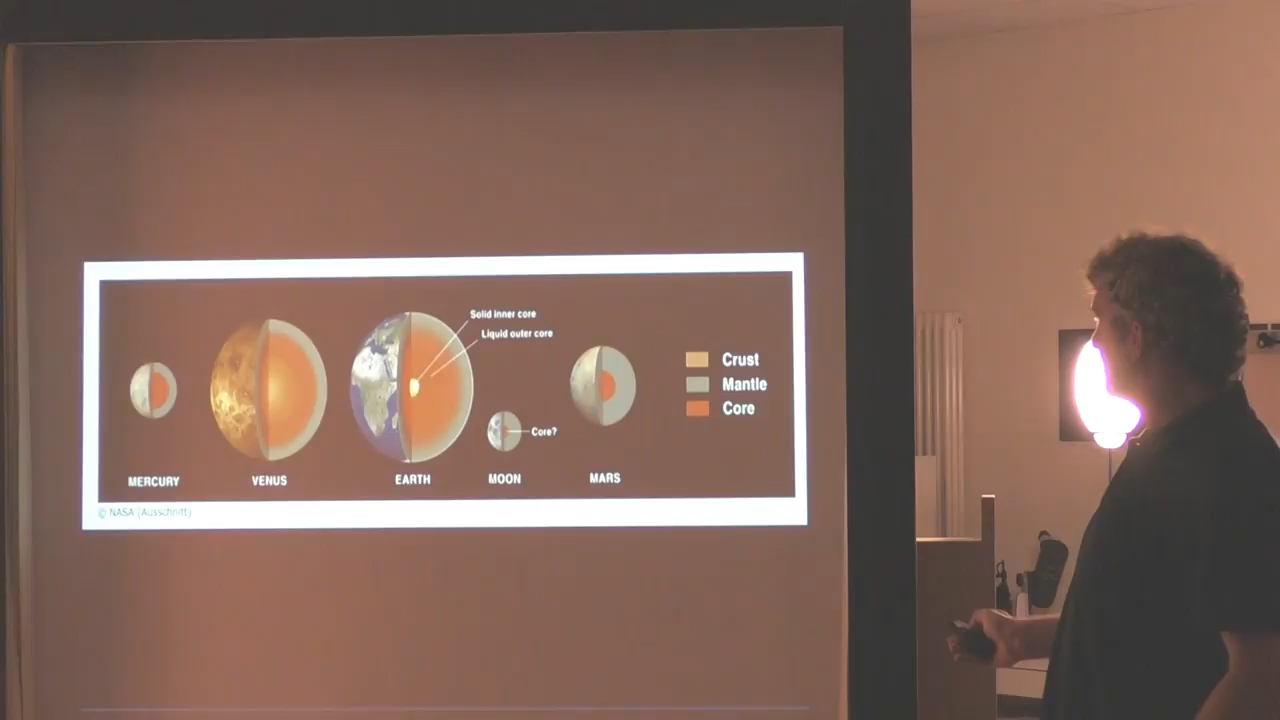 Solid inner core
Liquid outer core
Crust
Mantle
Core
Core?
MERCURY
VENUS
EARTH
MOON
MARS
© NASA (Ausschnitt)